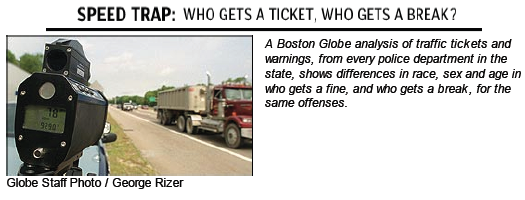 SPEED TRAP: WHO GETS A TICKET, WHO GETS A BREAK?
A Boston Globe analysis of traffic tickets and
warnings, from every police department in the
state, shows differences in race, sex and age in
who gets a fine, and who gets a break, for the
same offenses.
Globe Staff Photo / George Rizer